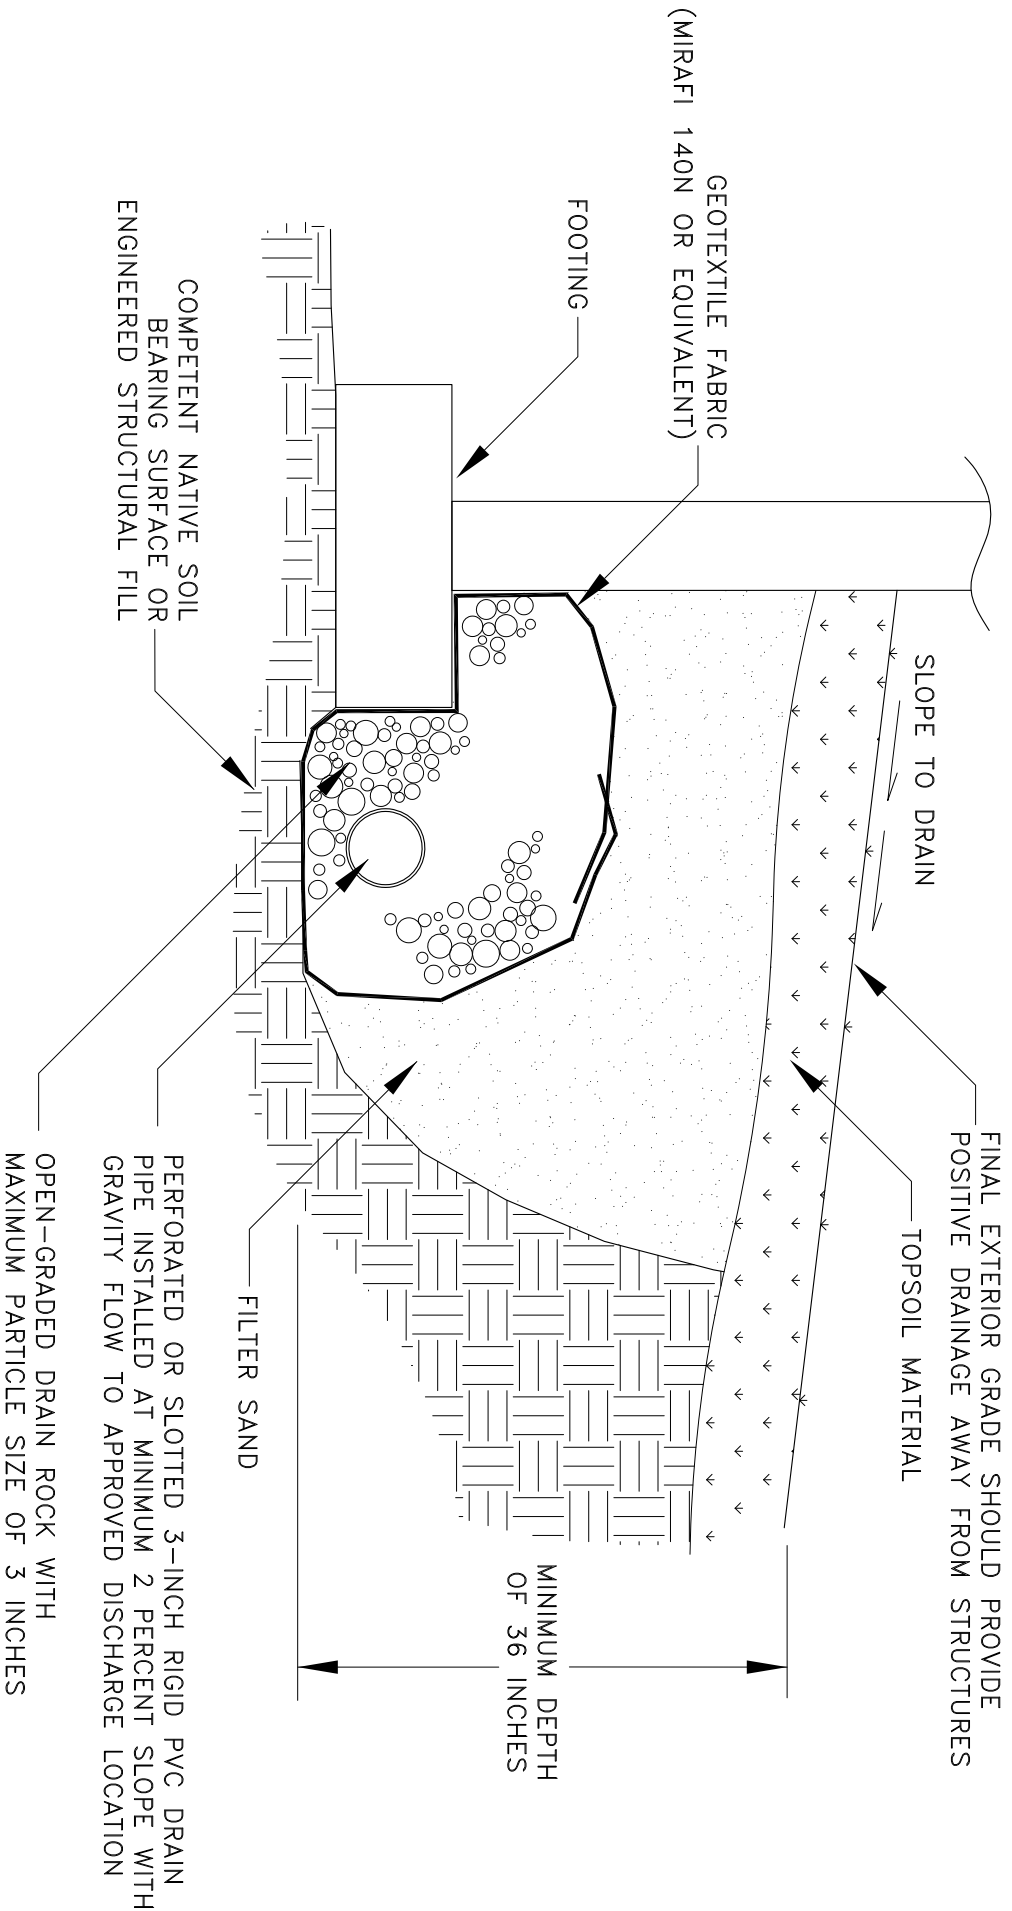 GEOTEXTILE FABRIC
(MIRAFI 140N OR EQUIVALENT)
FOOTING
COMPETENT NATIVE SOIL
BEARING SURFACE OR
ENGINEERED STRUCTURAL FILL
SLOPE TO DRAIN
FINAL EXTERIOR GRADE SHOULD PROVIDE
POSITIVE DRAINAGE AWAY FROM STRUCTURES
TOPSOIL MATERIAL
MINIMUM DEPTH
OF 36 INCHES
FILTER SAND
PERFORATED OR SLOTTED 3-INCH RIGID PVC DRAIN
PIPE INSTALLED AT MINIMUM 2 PERCENT SLOPE WITH
GRAVITY FLOW TO APPROVED DISCHARGE LOCATION
OPEN-GRADED DRAIN ROCK WITH
MAXIMUM PARTICLE SIZE OF 3 INCHES